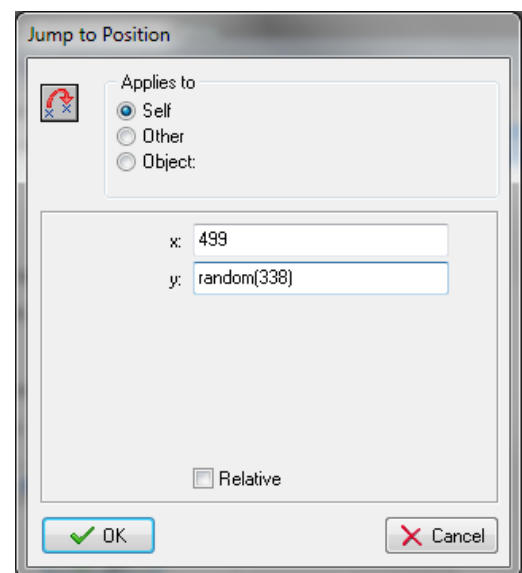 Jump to Position
Applies to
Self
Other
Object:
x: 499
y: random(338)
Relative
OK
Cancel